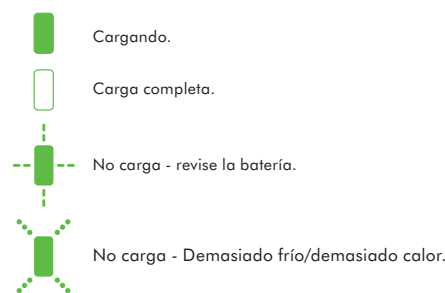 Cargando.
Carga completa.
No carga - revise la batería.
No carga - Demasiado frío/demasiado calor.